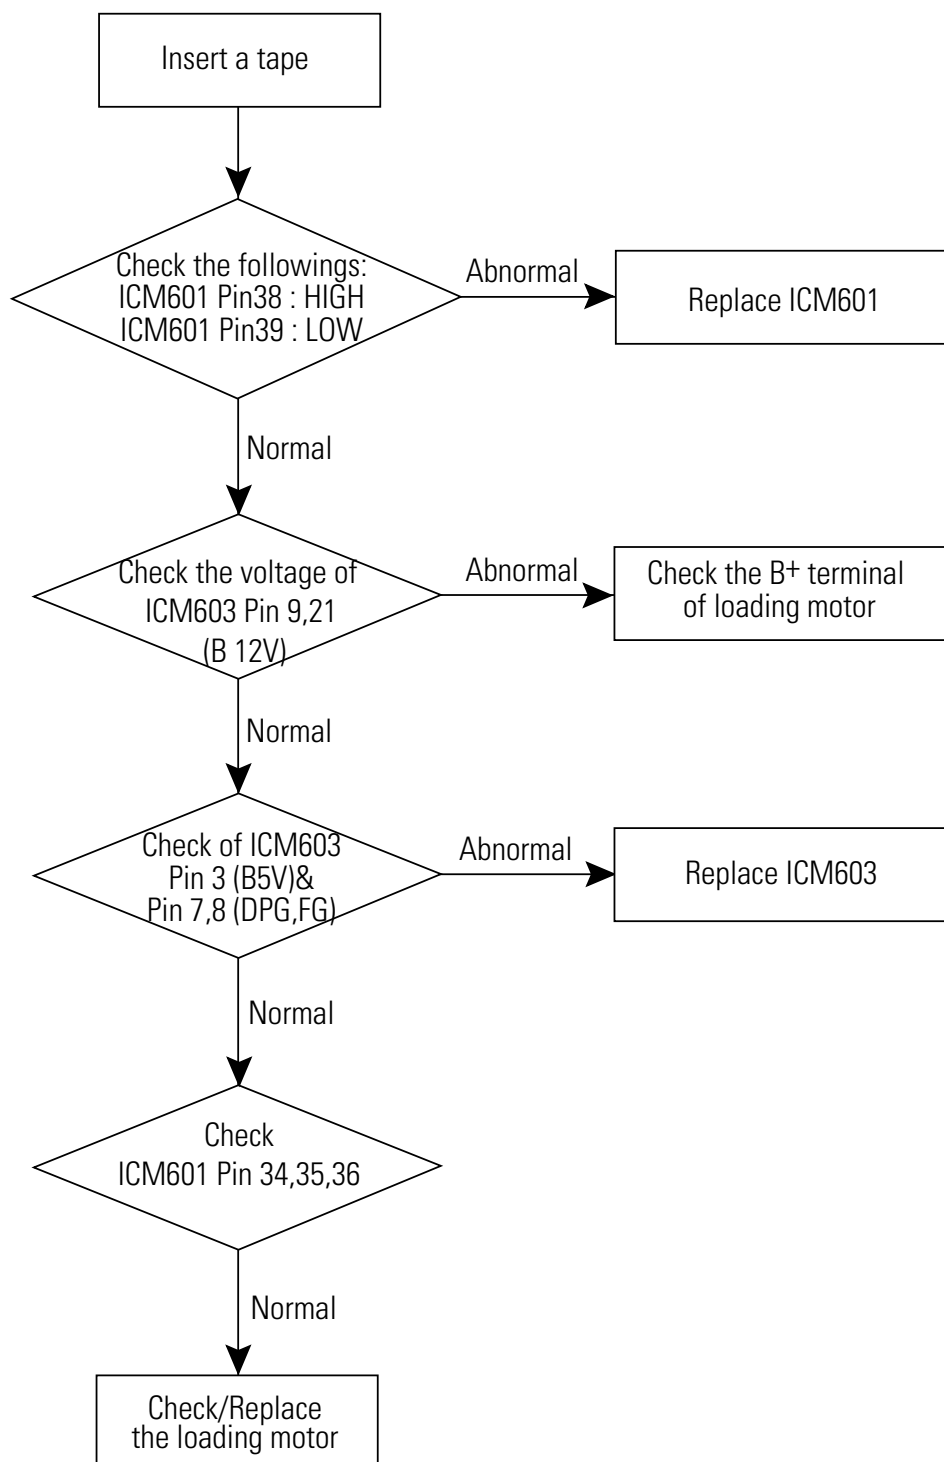 Insert a tape
Check the followings:
ICM601 Pin38 : HIGH
ICM601 Pin39 : LOW
Abnormal
Replace ICM601
Normal
Check the voltage of
ICM603 Pin 9,21
(B 12V)
Abnormal
Check the B+ terminal
of loading motor
Normal
Check of ICM603
Pin 3 (B5V)&
Pin 7,8 (DPG,FG)
Abnormal
Replace ICM603
Normal
Check
ICM601 Pin 34,35,36
Normal
Check/Replace
the loading motor